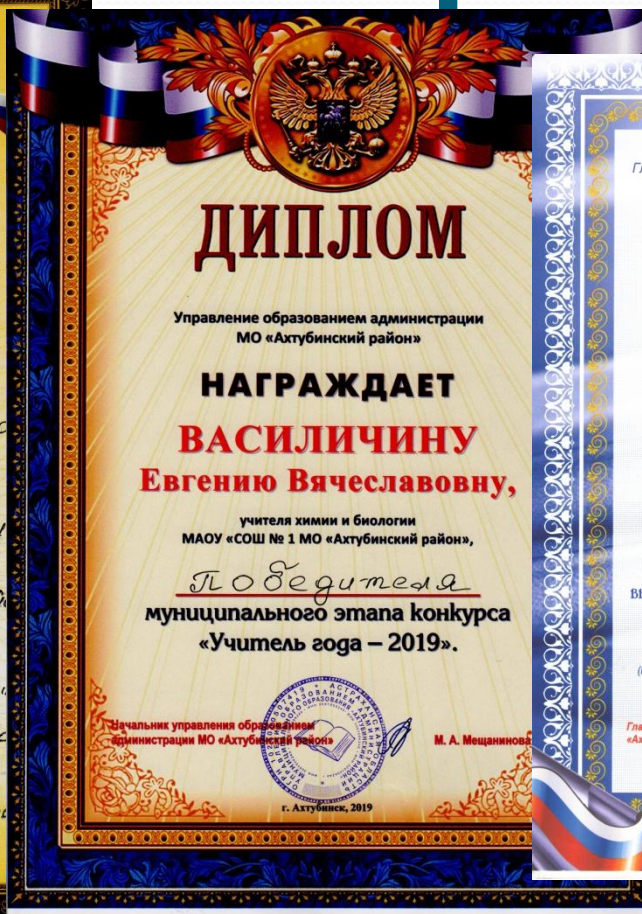 ДИПЛОМ
Управление образованием администрации
МО «Ахтубинский район»
НАГРАЖДАЕТ
ВАСИЛИЧИНУ
Евгению Вячеславовну,
учителя химии и биологии
МАОУ «СОШ № 1 МО «Ахтубинский район»,
Победителя
муниципального этапа конкурса
«Учитель года – 2019».
Начальник управления образованием
администрации МО «Ахтубинский район»
М. А. Мещанинова
г. Ахтубинск, 2019